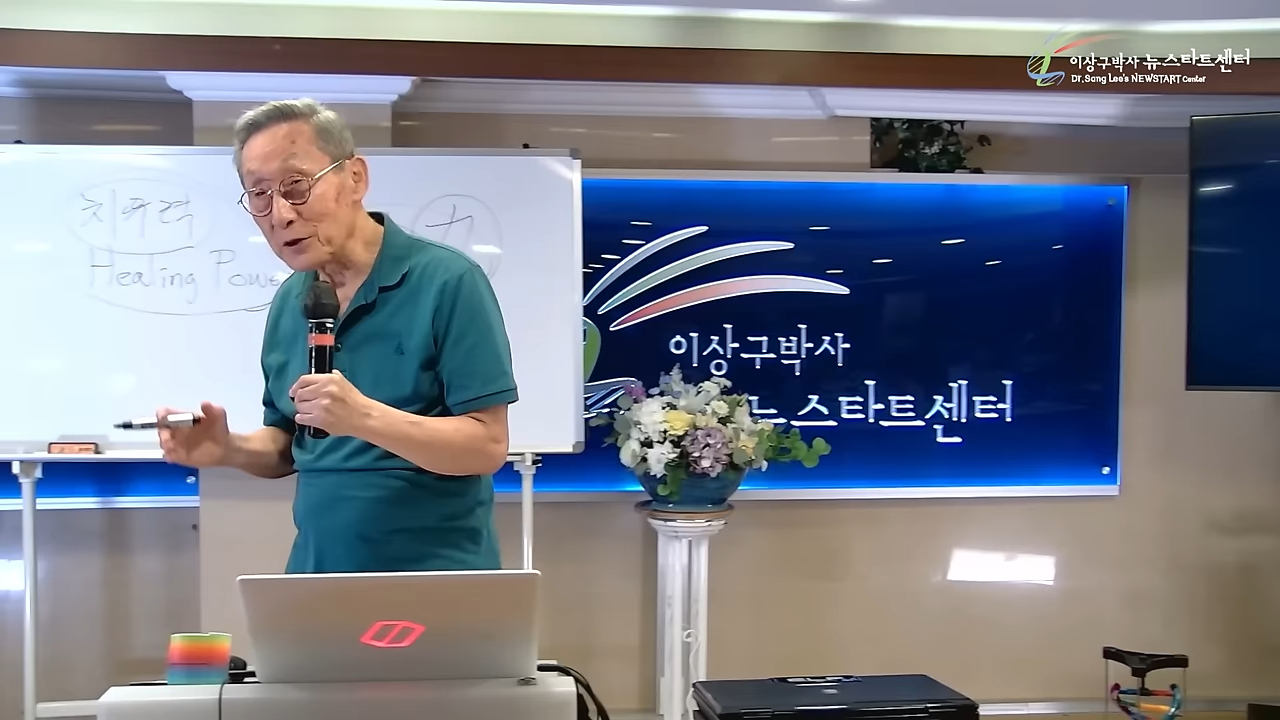 이상구박사 뉴스타트센터
Dr. Sang Lee's NEWSTART Center
치유력
Healing Powe
力
이상구박사
뉴스타트센터